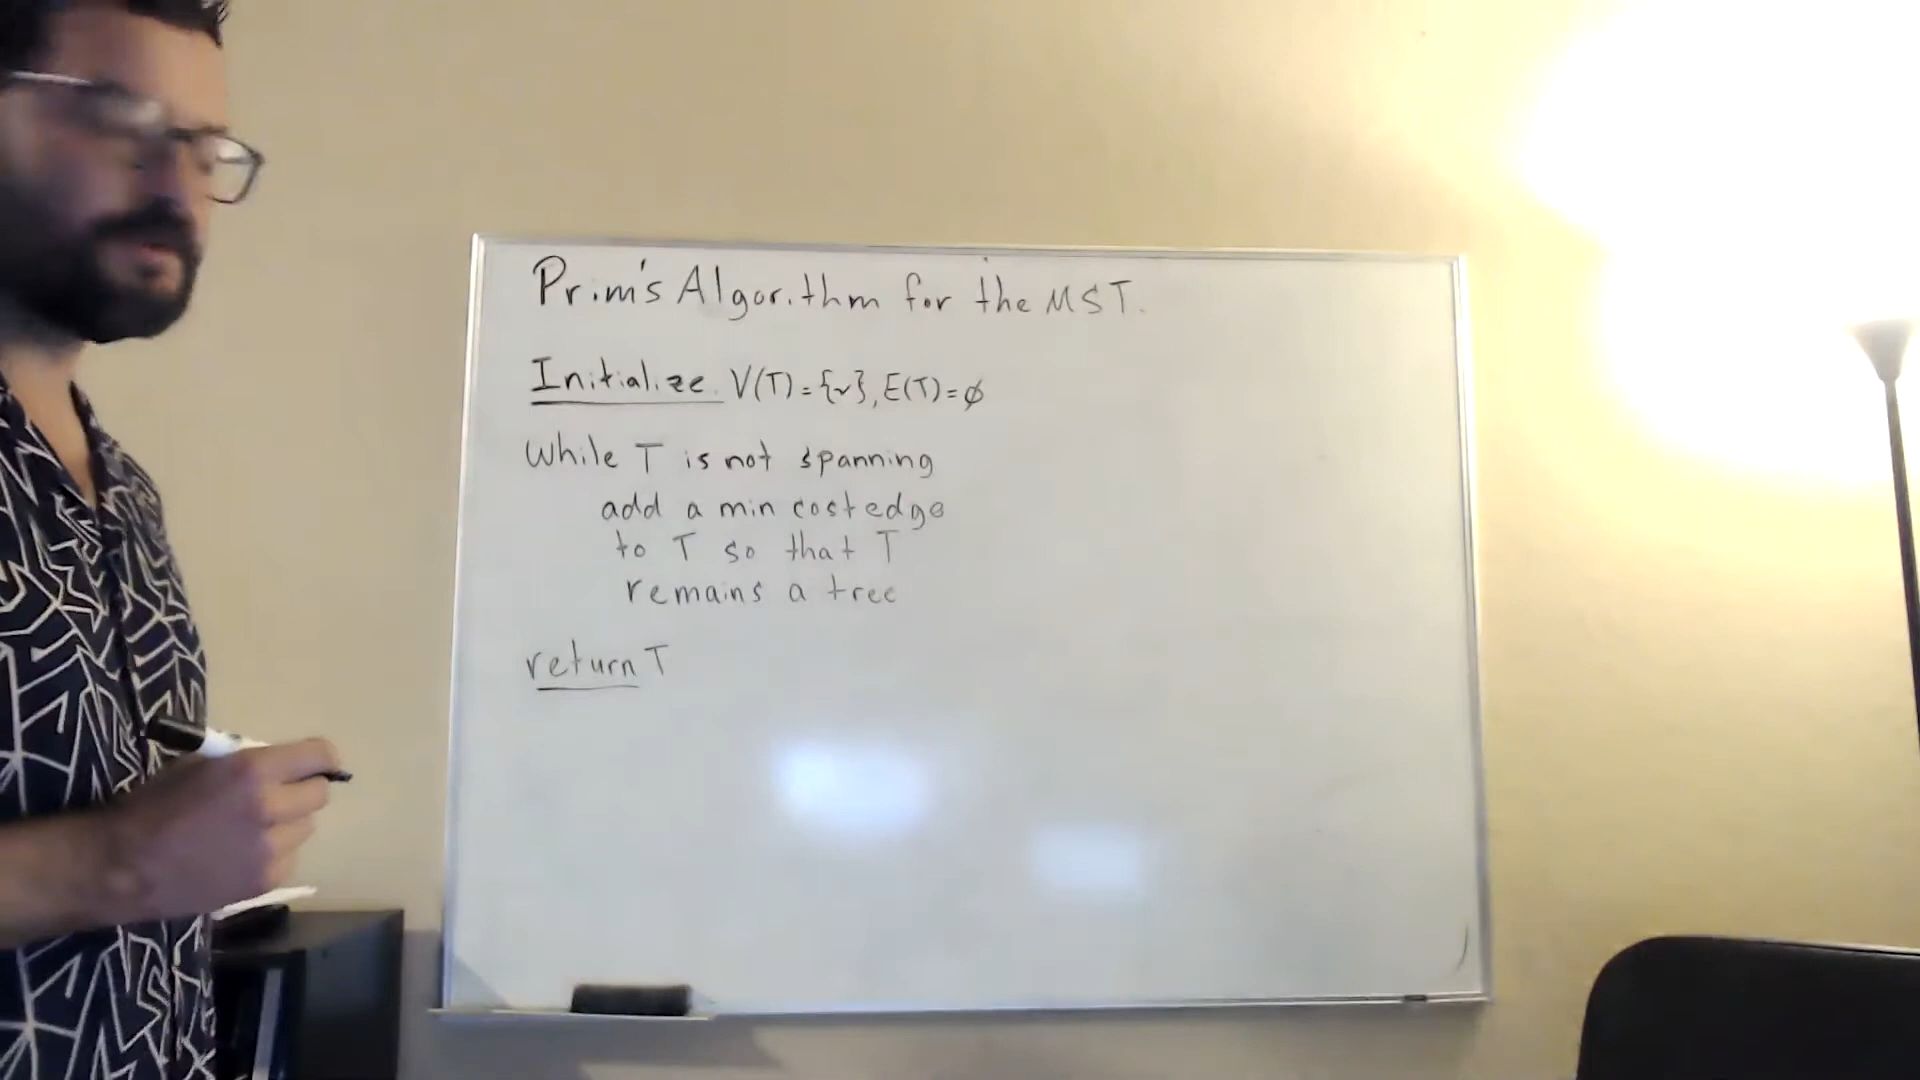 Prim's Algorithm for the MST.
Initialize. V(T)={v}, E(T)=∅
While T is not spanning
add a min cost edge
to T so that T
remains a tree
return T